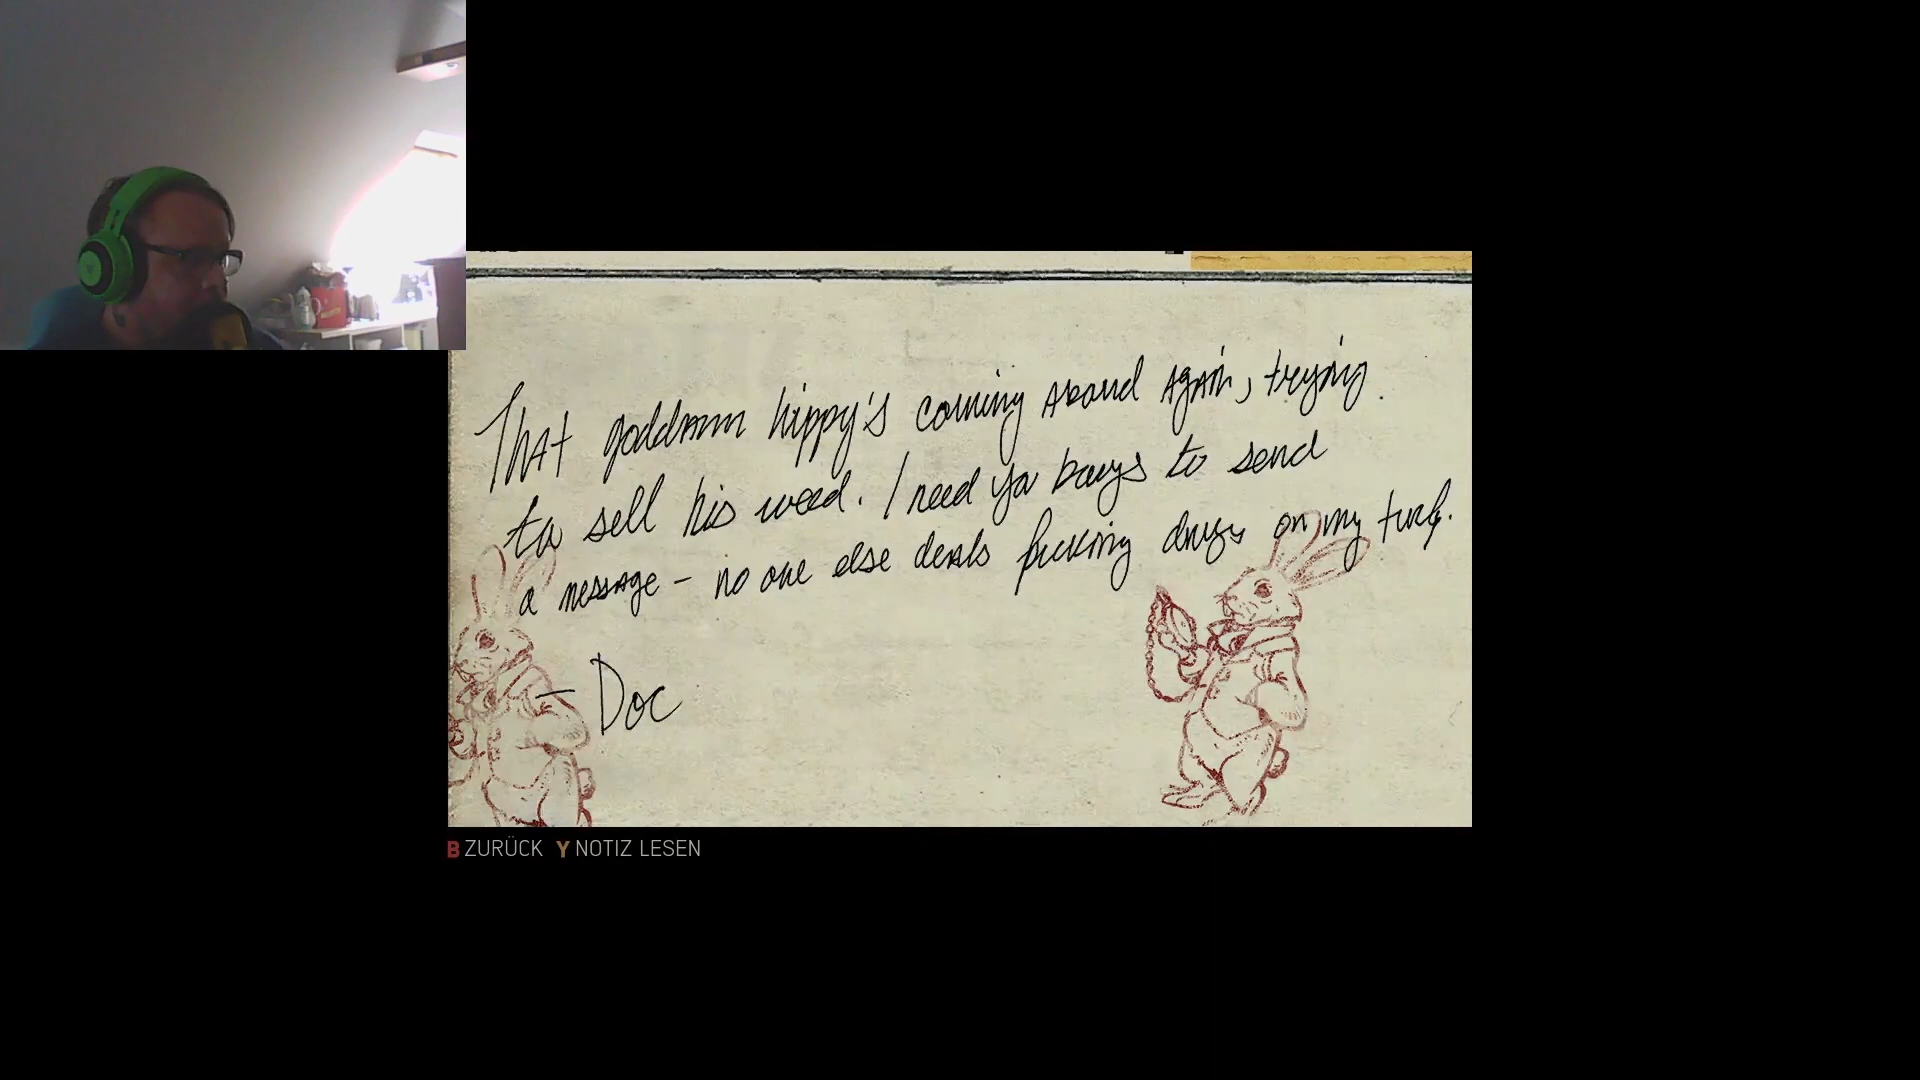 That goddamn hippy's coming around again, trying
to sell his weed. I need ya boys to send
a message - no one else deals fucking drugs on my turf.
- Doc
B ZURÜCK Y NOTIZ LESEN